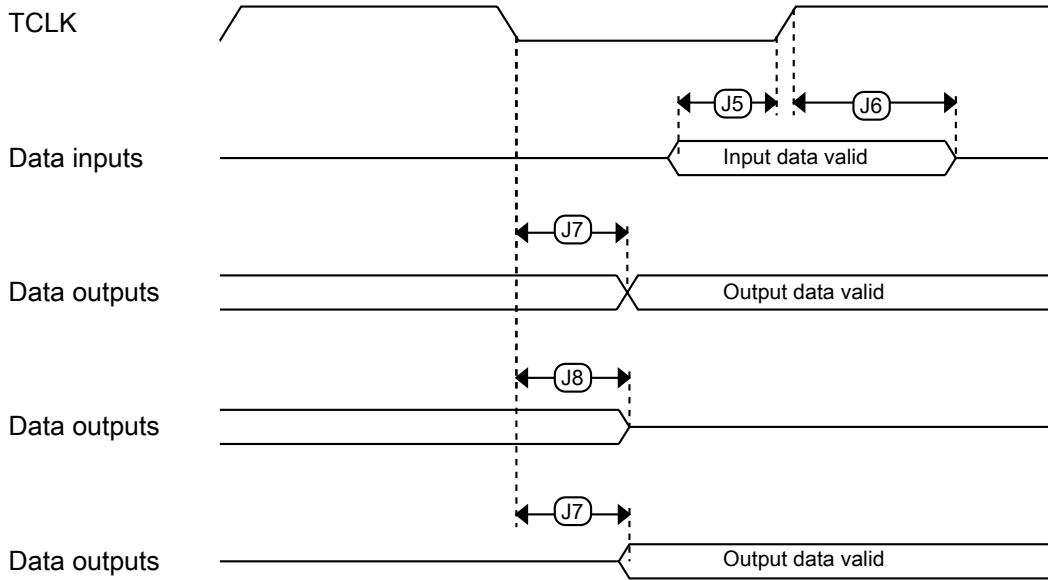 TCLK
J5
J6
Data inputs
Input data valid
J7
Data outputs
Output data valid
J8
Data outputs
J7
Data outputs
Output data valid